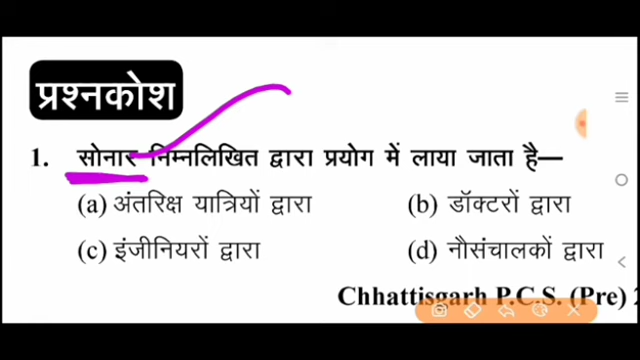 प्रश्नकोश
1. सोनार निम्नलिखित द्वारा प्रयोग में लाया जाता है—
(a) अंतरिक्ष यात्रियों द्वारा (b) डॉक्टरों द्वारा
(c) इंजीनियरों द्वारा (d) नौसंचालकों द्वारा
Chhattisgarh P.C.S. (Pre)